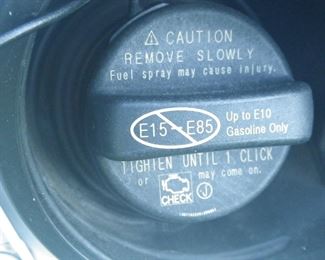 ⚠ CAUTION
REMOVE SLOWLY
Fuel spray may cause injury.
E15-E85
Up to E10
Gasoline Only
TIGHTEN UNTIL 1 CLICK
or CHECK may come on.